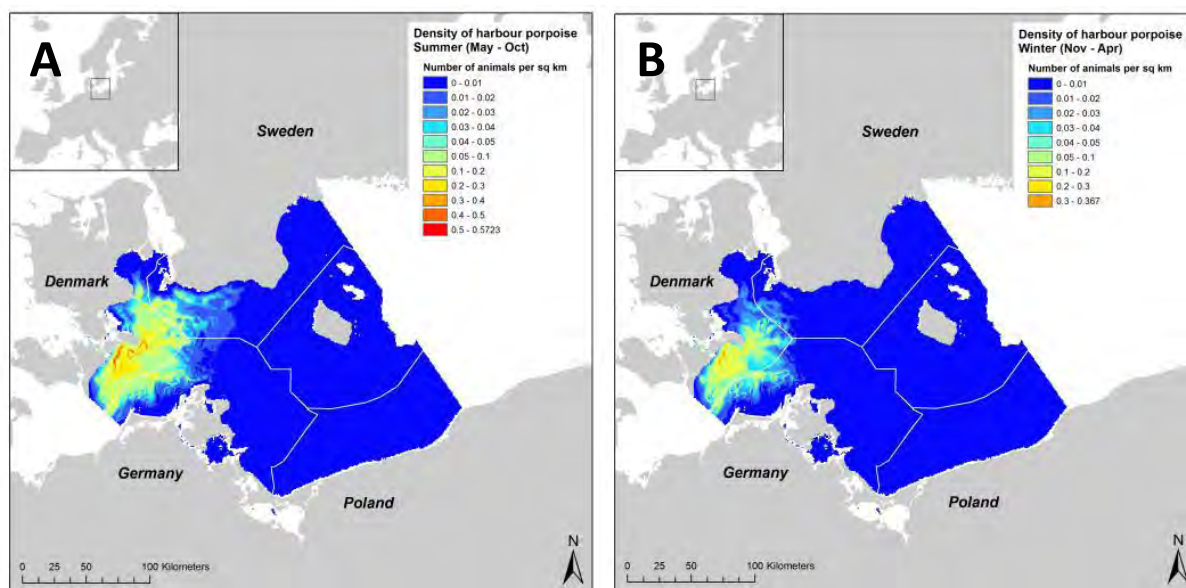 A
Density of harbour porpoise
Summer (May - Oct)
Number of animals per sq km
0 - 0.01
0.01 - 0.02
0.02 - 0.03
0.03 - 0.04
0.04 - 0.05
0.05 - 0.1
0.1 - 0.2
0.2 - 0.3
0.3 - 0.4
0.4 - 0.5
0.5 - 0.5723
Sweden
Denmark
Germany
Poland
0 25 50 100 Kilometers
N
B
Density of harbour porpoise
Winter (Nov - Apr)
Number of animals per sq km
0 - 0.01
0.01 - 0.02
0.02 - 0.03
0.03 - 0.04
0.04 - 0.05
0.05 - 0.1
0.1 - 0.2
0.2 - 0.3
0.3 - 0.367
Sweden
Denmark
Germany
Poland
0 25 50 100 Kilometers
N